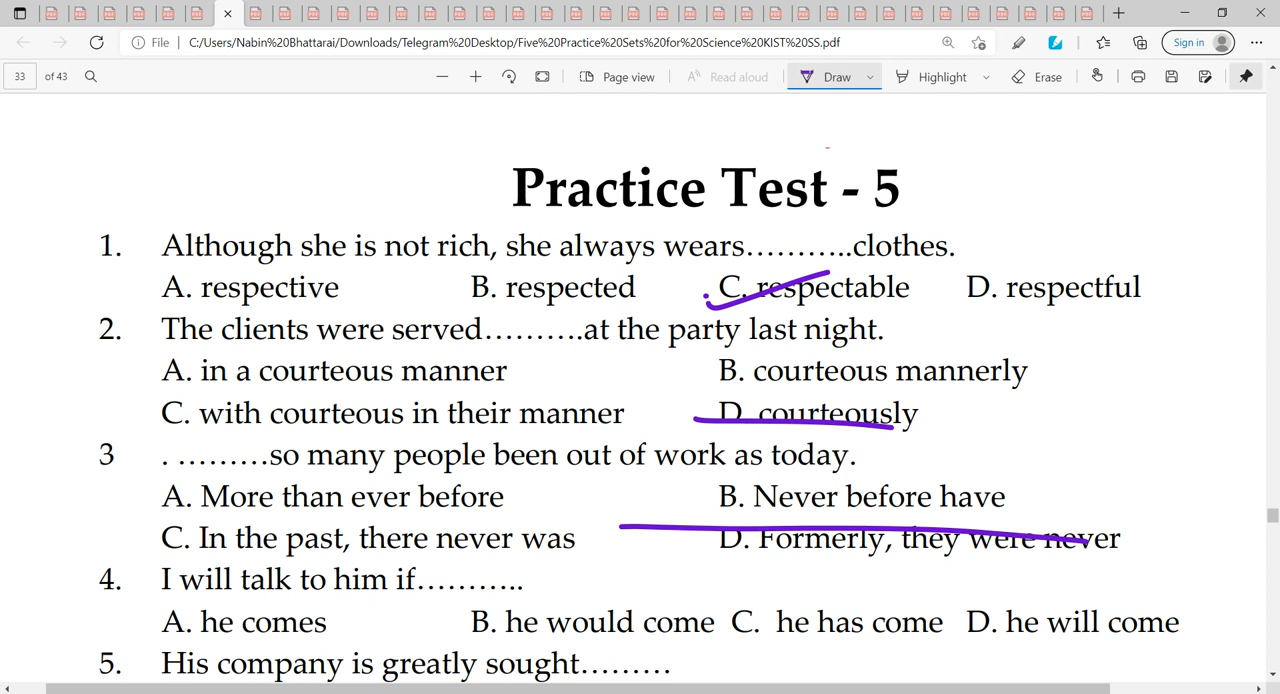 File | C:/Users/Nabin%20Bhattarai/Downloads/Telegram%20Desktop/Five%20Practice%20Sets%20for%20Science%20KIST%20SS.pdf
Sign in
33 of 43
Page view
Read aloud
Draw
Highlight
Erase
Practice Test - 5
1. Although she is not rich, she always wears………..clothes.
A. respective B. respected C. respectable D. respectful
2. The clients were served……….at the party last night.
A. in a courteous manner B. courteous mannerly
C. with courteous in their manner D. courteously
3 . ………so many people been out of work as today.
A. More than ever before B. Never before have
C. In the past, there never was D. Formerly, they were never
4. I will talk to him if………..
A. he comes B. he would come C. he has come D. he will come
5. His company is greatly sought………